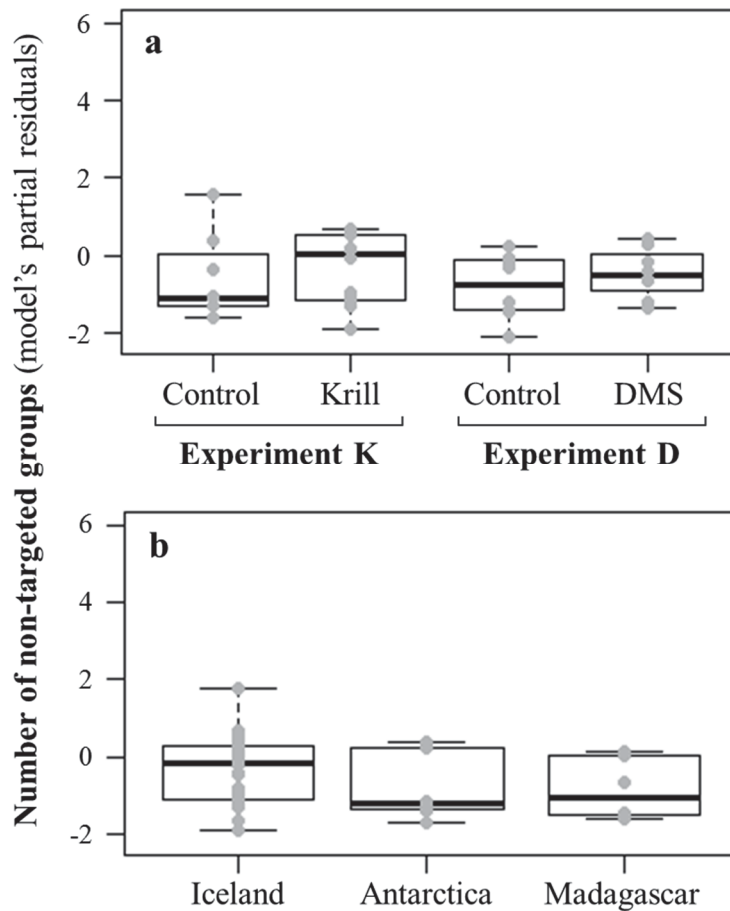 Number of non-targeted groups (model's partial residuals)
a
6
4
2
0
-2
Control Krill Control DMS
Experiment K Experiment D
b
6
4
2
0
-2
Iceland Antarctica Madagascar